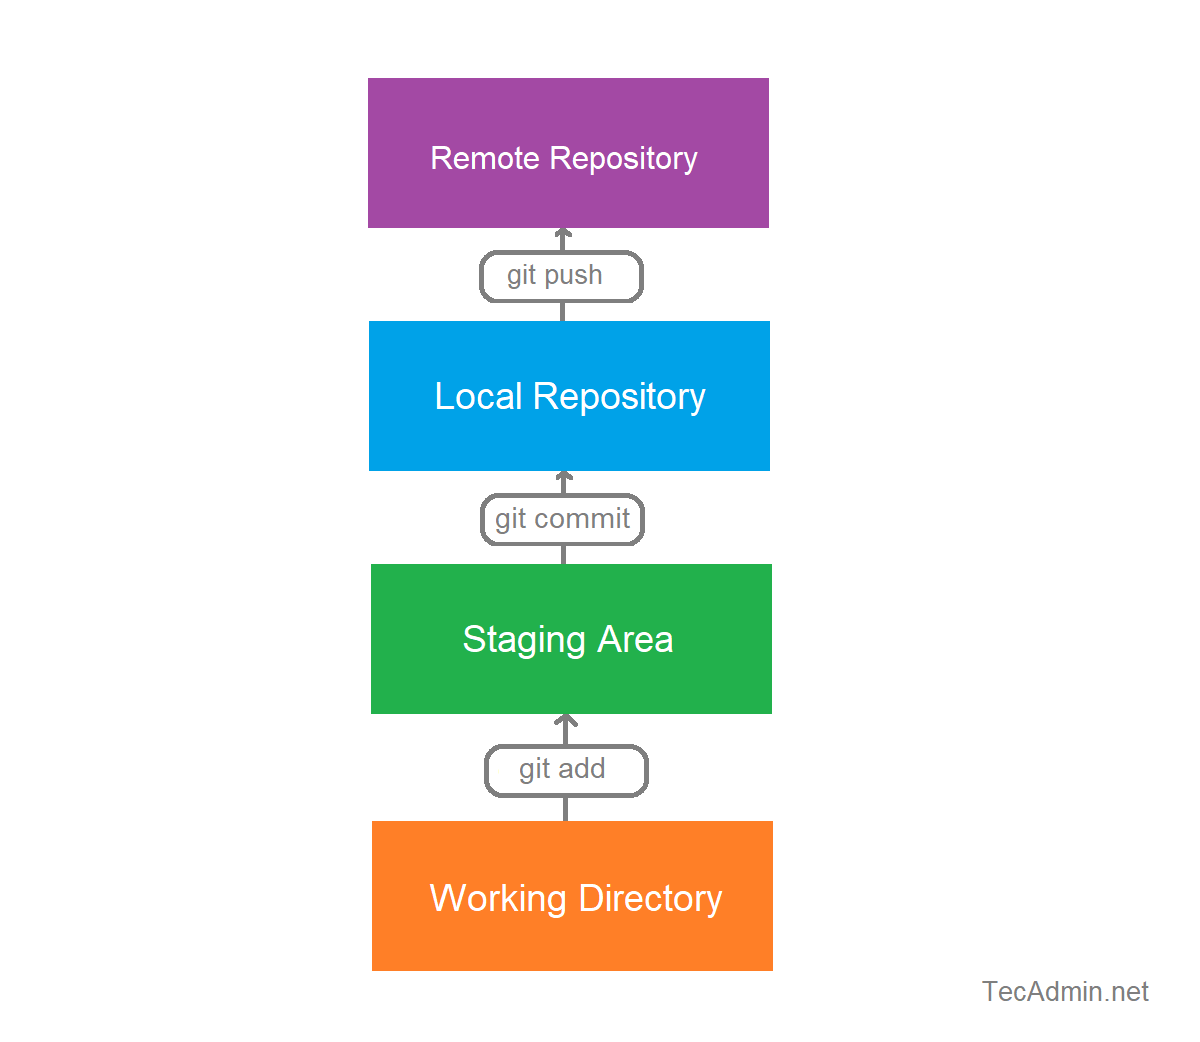 Remote Repository
git push
Local Repository
git commit
Staging Area
git add
Working Directory
TecAdmin.net